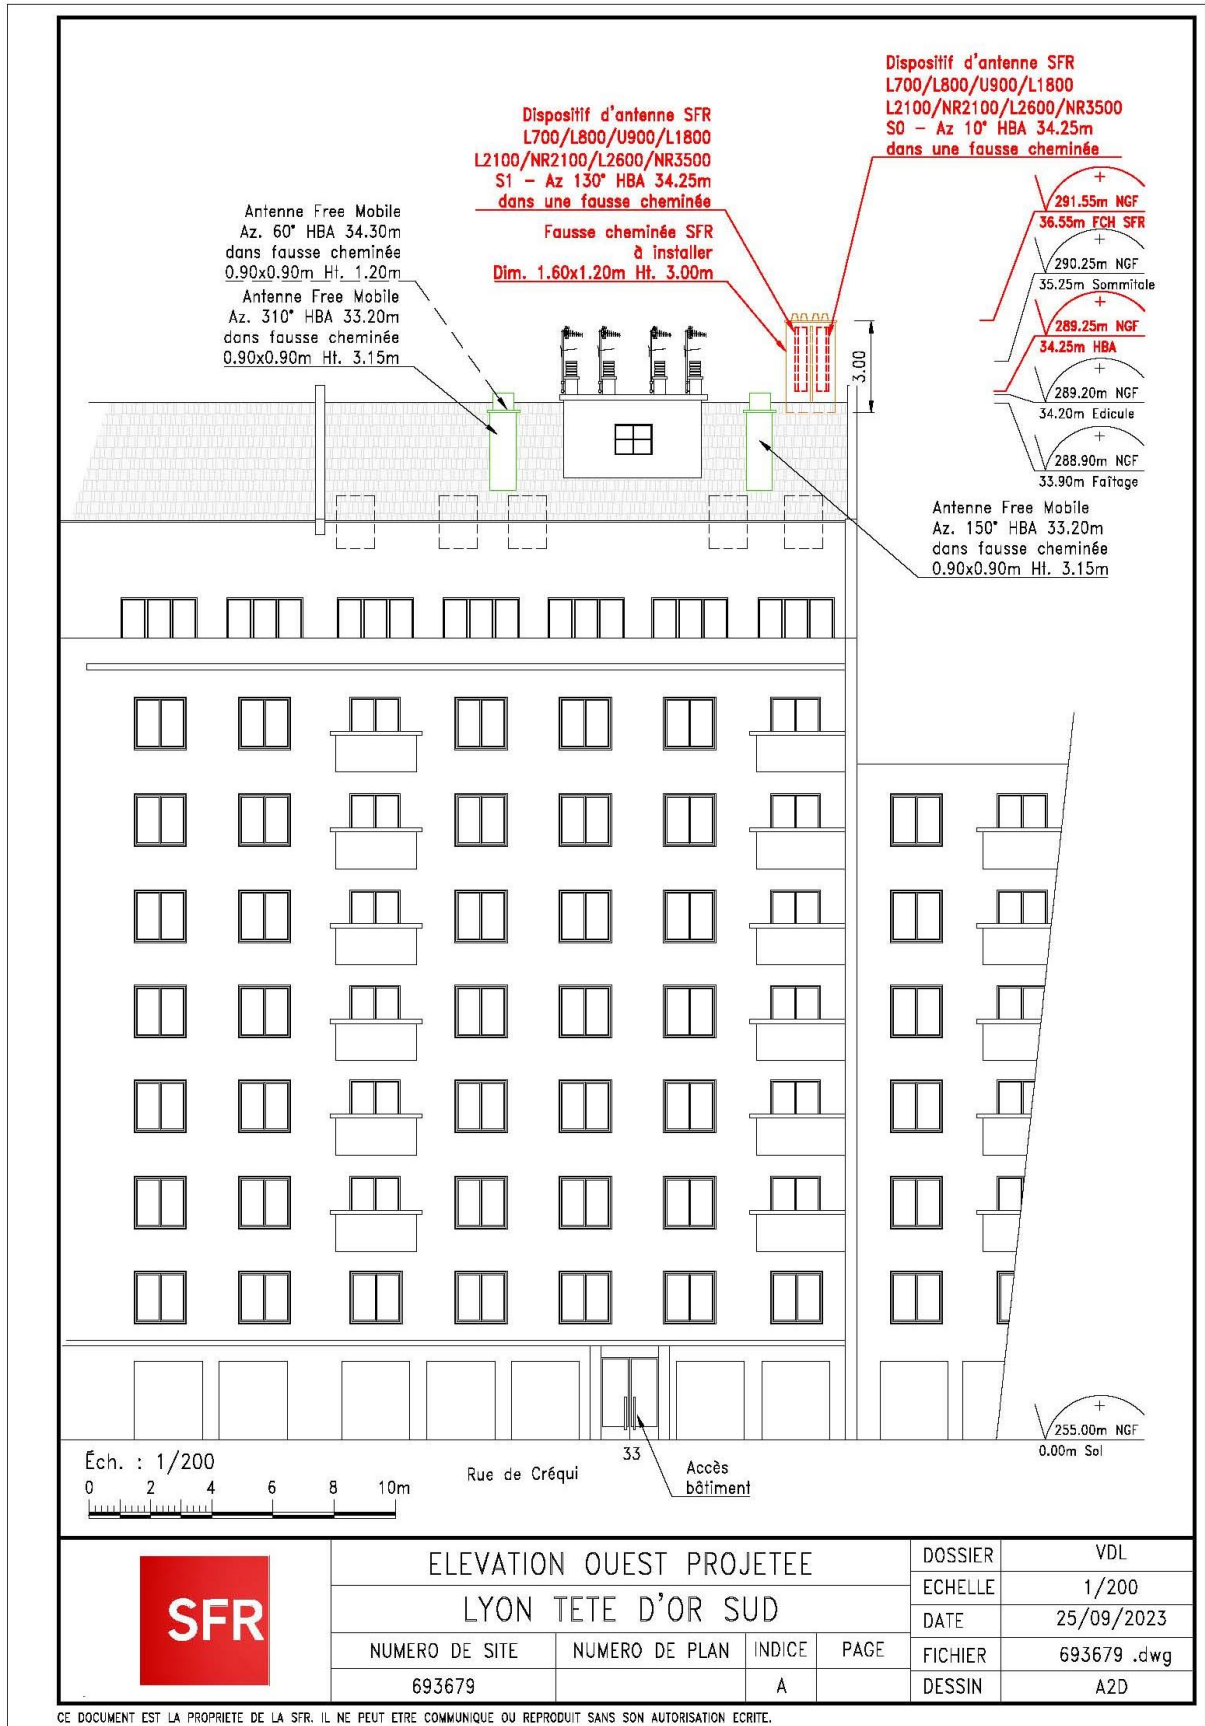 Dispositif d'antenne SFR
L700/L800/U900/L1800
L2100/NR2100/L2600/NR3500
S0 - Az 10° HBA 34.25m
dans une fausse cheminée
Dispositif d'antenne SFR
L700/L800/U900/L1800
L2100/NR2100/L2600/NR3500
S1 - Az 130° HBA 34.25m
dans une fausse cheminée
Fausse cheminée SFR
à installer
Dim. 1.60x1.20m Ht. 3.00m
Antenne Free Mobile
Az. 60° HBA 34.30m
dans fausse cheminée
0.90x0.90m Ht. 1.20m
Antenne Free Mobile
Az. 310° HBA 33.20m
dans fausse cheminée
0.90x0.90m Ht. 3.15m
3.00
291.55m NGF
36.55m FCH SFR
290.25m NGF
35.25m Sommitale
289.25m NGF
34.25m HBA
289.20m NGF
34.20m Edicule
288.90m NGF
33.90m Faîtage
Antenne Free Mobile
Az. 150° HBA 33.20m
dans fausse cheminée
0.90x0.90m Ht. 3.15m
255.00m NGF
0.00m Sol
Éch. : 1/200
0 2 4 6 8 10m
Rue de Créqui
33
Accès
bâtiment
SFR
ELEVATION OUEST PROJETEE
LYON TETE D'OR SUD
NUMERO DE SITE NUMERO DE PLAN INDICE PAGE
693679 A
DOSSIER VDL
ECHELLE 1/200
DATE 25/09/2023
FICHIER 693679 .dwg
DESSIN A2D
CE DOCUMENT EST LA PROPRIETE DE LA SFR. IL NE PEUT ETRE COMMUNIQUE OU REPRODUIT SANS SON AUTORISATION ECRITE.